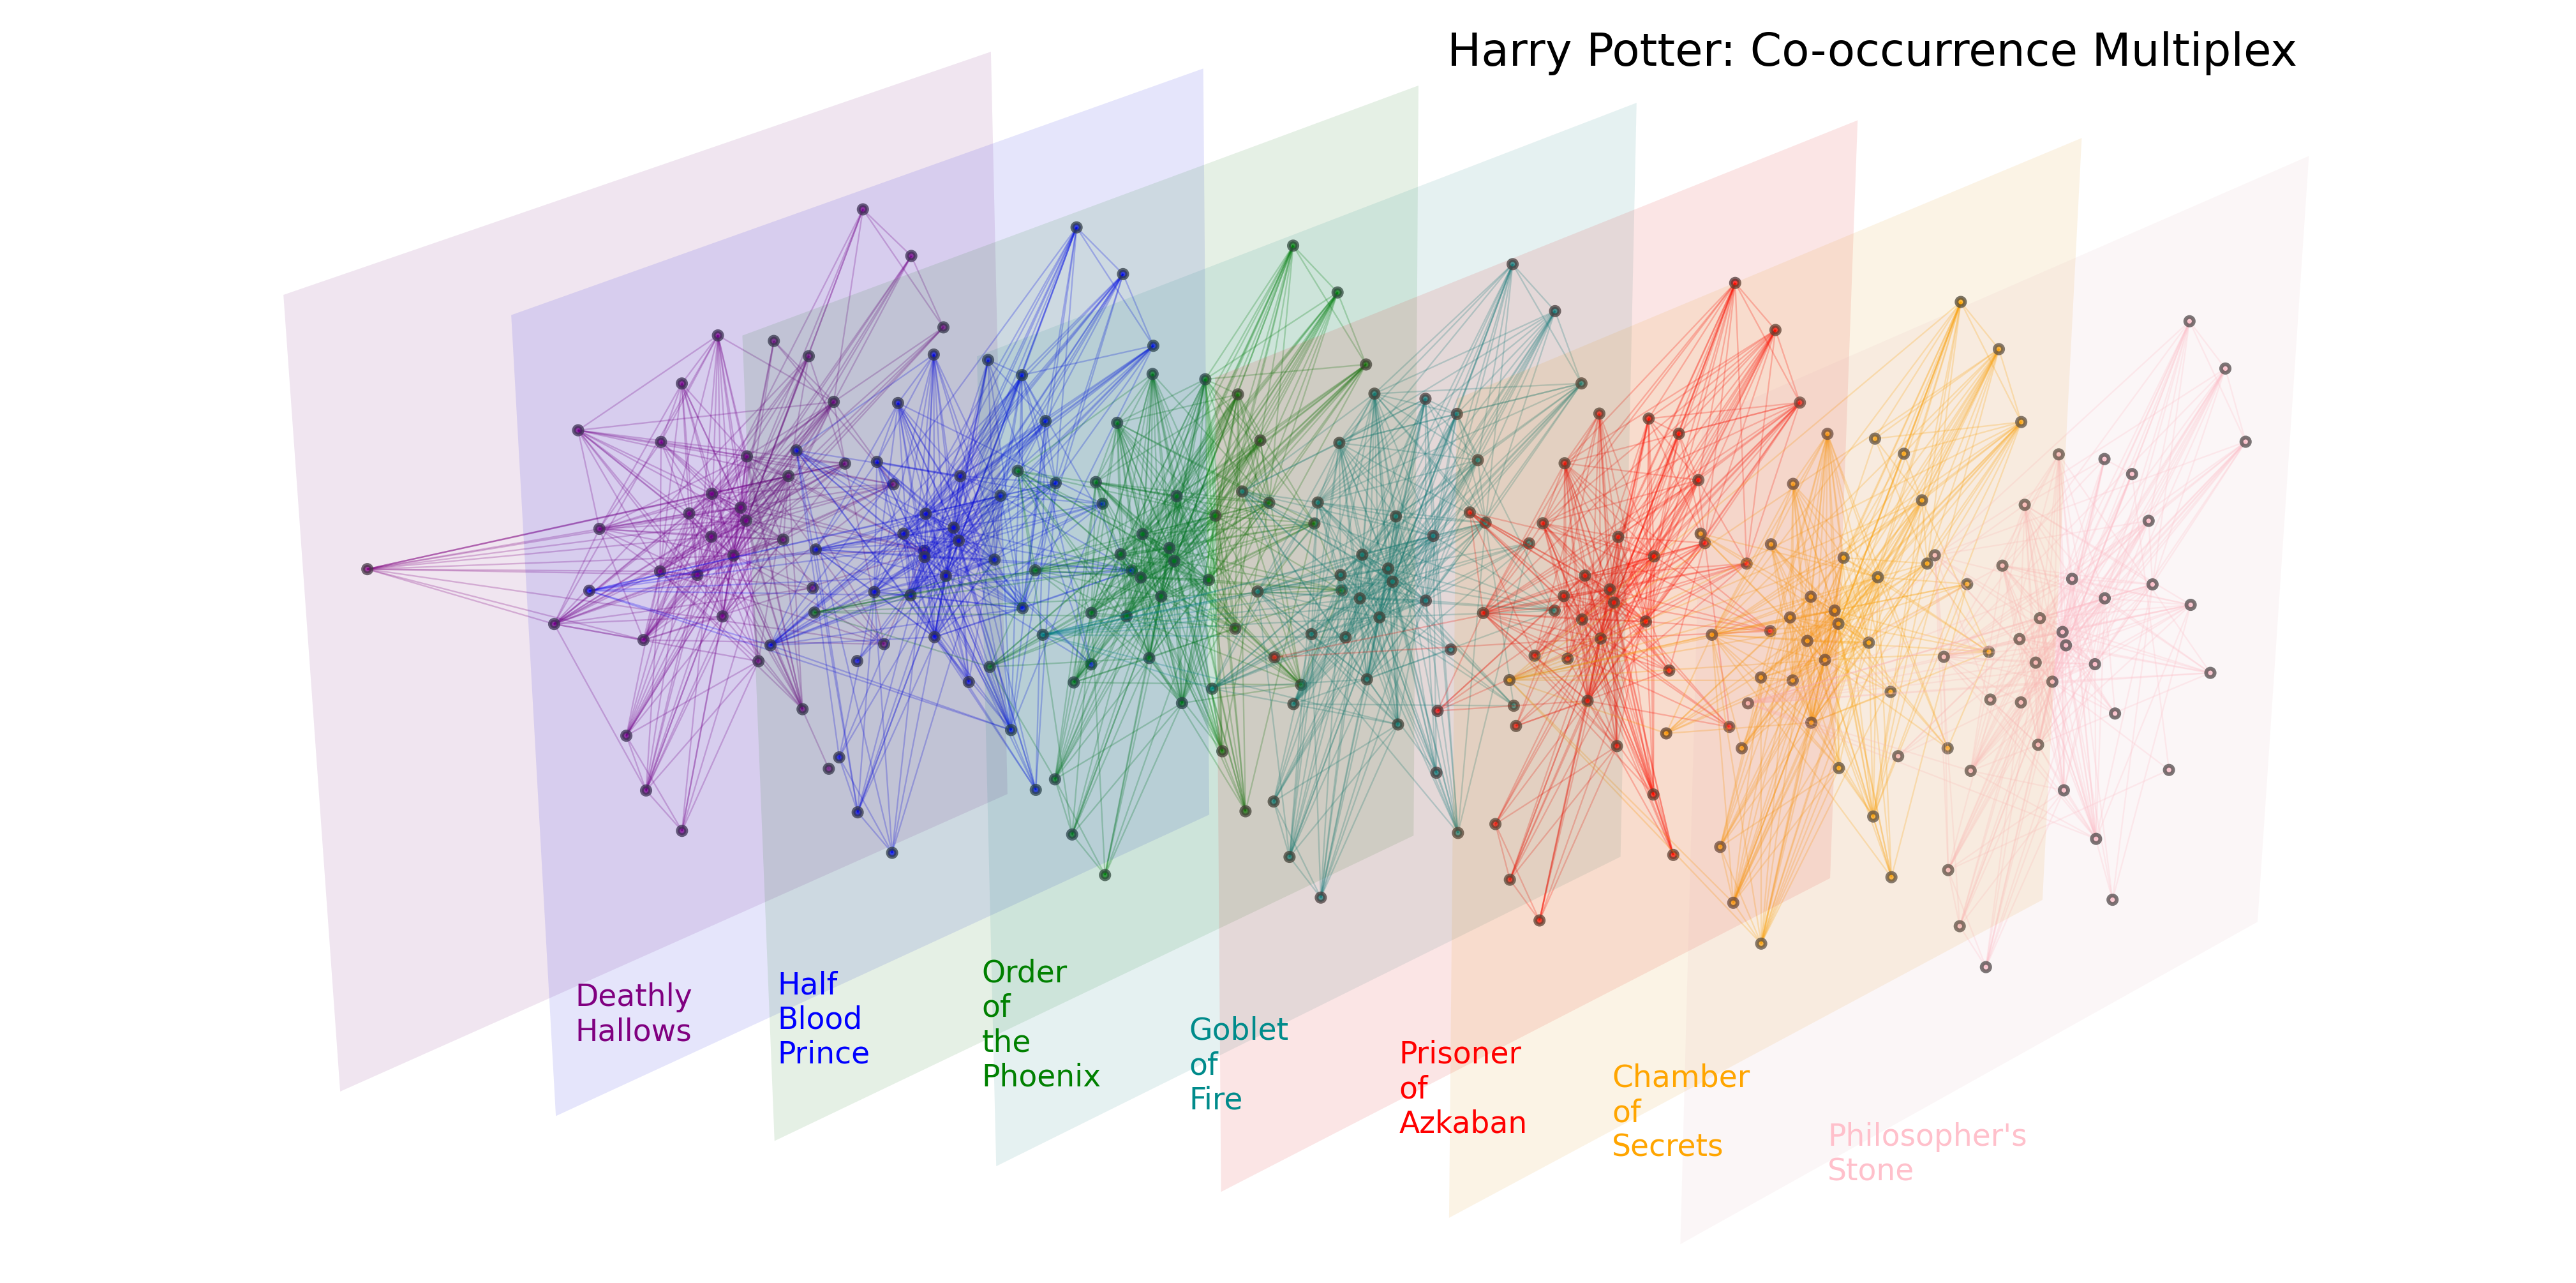 Harry Potter: Co-occurrence Multiplex
Deathly
Hallows
Half
Blood
Prince
Order
of
the
Phoenix
Goblet
of
Fire
Prisoner
of
Azkaban
Chamber
of
Secrets
Philosopher's
Stone